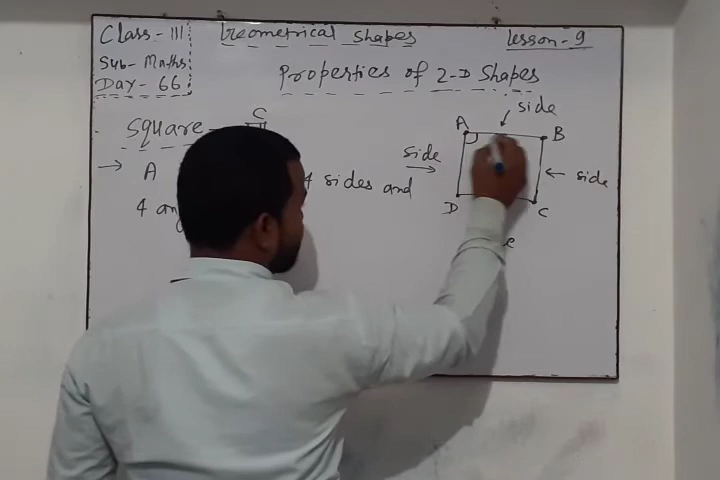 Class-III
Sub-Maths
Day-66
Geometrical shapes
Lesson-9
Properties of 2-D Shapes
Square
→ A 4 sides and
4 an
side
A
B
side
← side
D
C
e